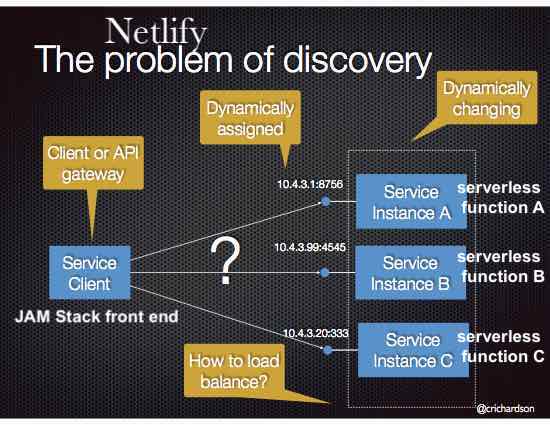 Netlify
The problem of discovery
Dynamically
changing
Dynamically
assigned
Client or API
gateway
10.4.3.1:8756
Service
Instance A
serverless
function A
?
10.4.3.99:4545
Service
Instance B
serverless
function B
Service
Client
JAM Stack front end
10.4.3.20:333
Service
Instance C
serverless
function C
How to load
balance?
@crichardson